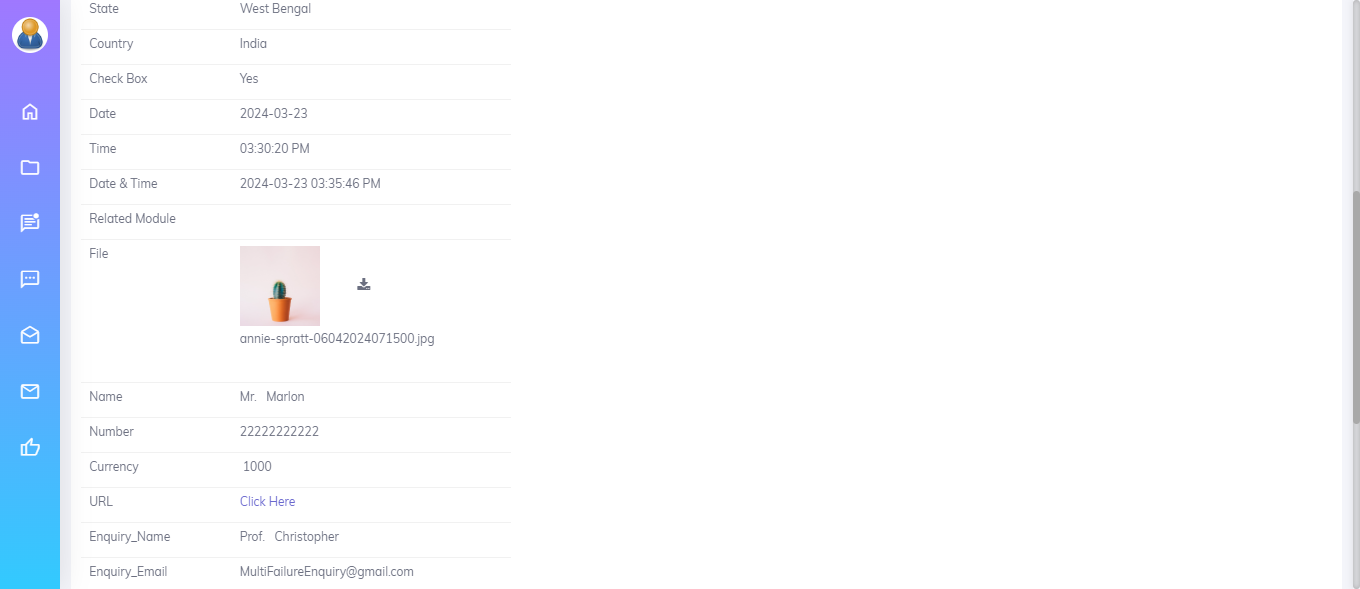 State West Bengal
Country India
Check Box Yes
Date 2024-03-23
Time 03:30:20 PM
Date & Time 2024-03-23 03:35:46 PM
Related Module
File
annie-spratt-06042024071500.jpg
Name Mr. Marlon
Number 22222222222
Currency 1000
URL Click Here
Enquiry_Name Prof. Christopher
Enquiry_Email MultiFailureEnquiry@gmail.com